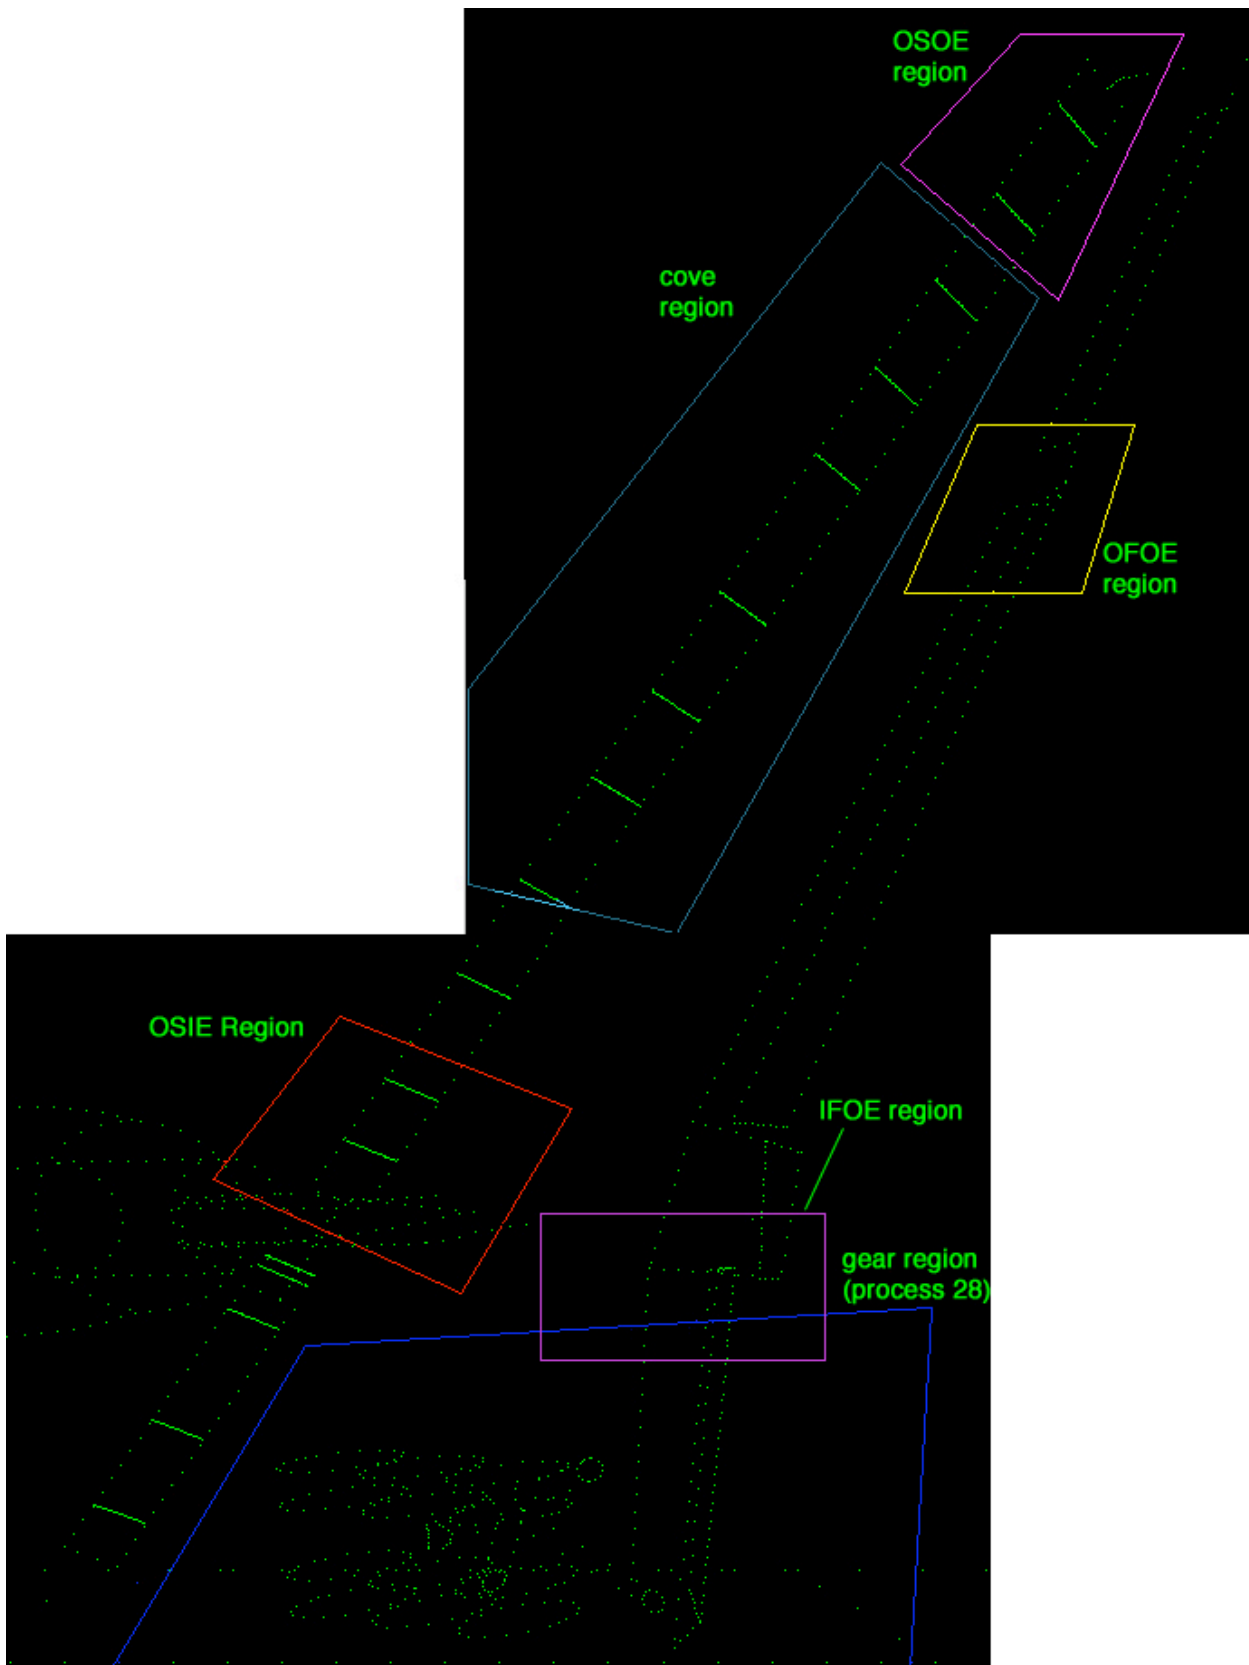 OSOE
region
cove
region
OFOE
region
OSIE Region
IFOE region
gear region
(process 28)